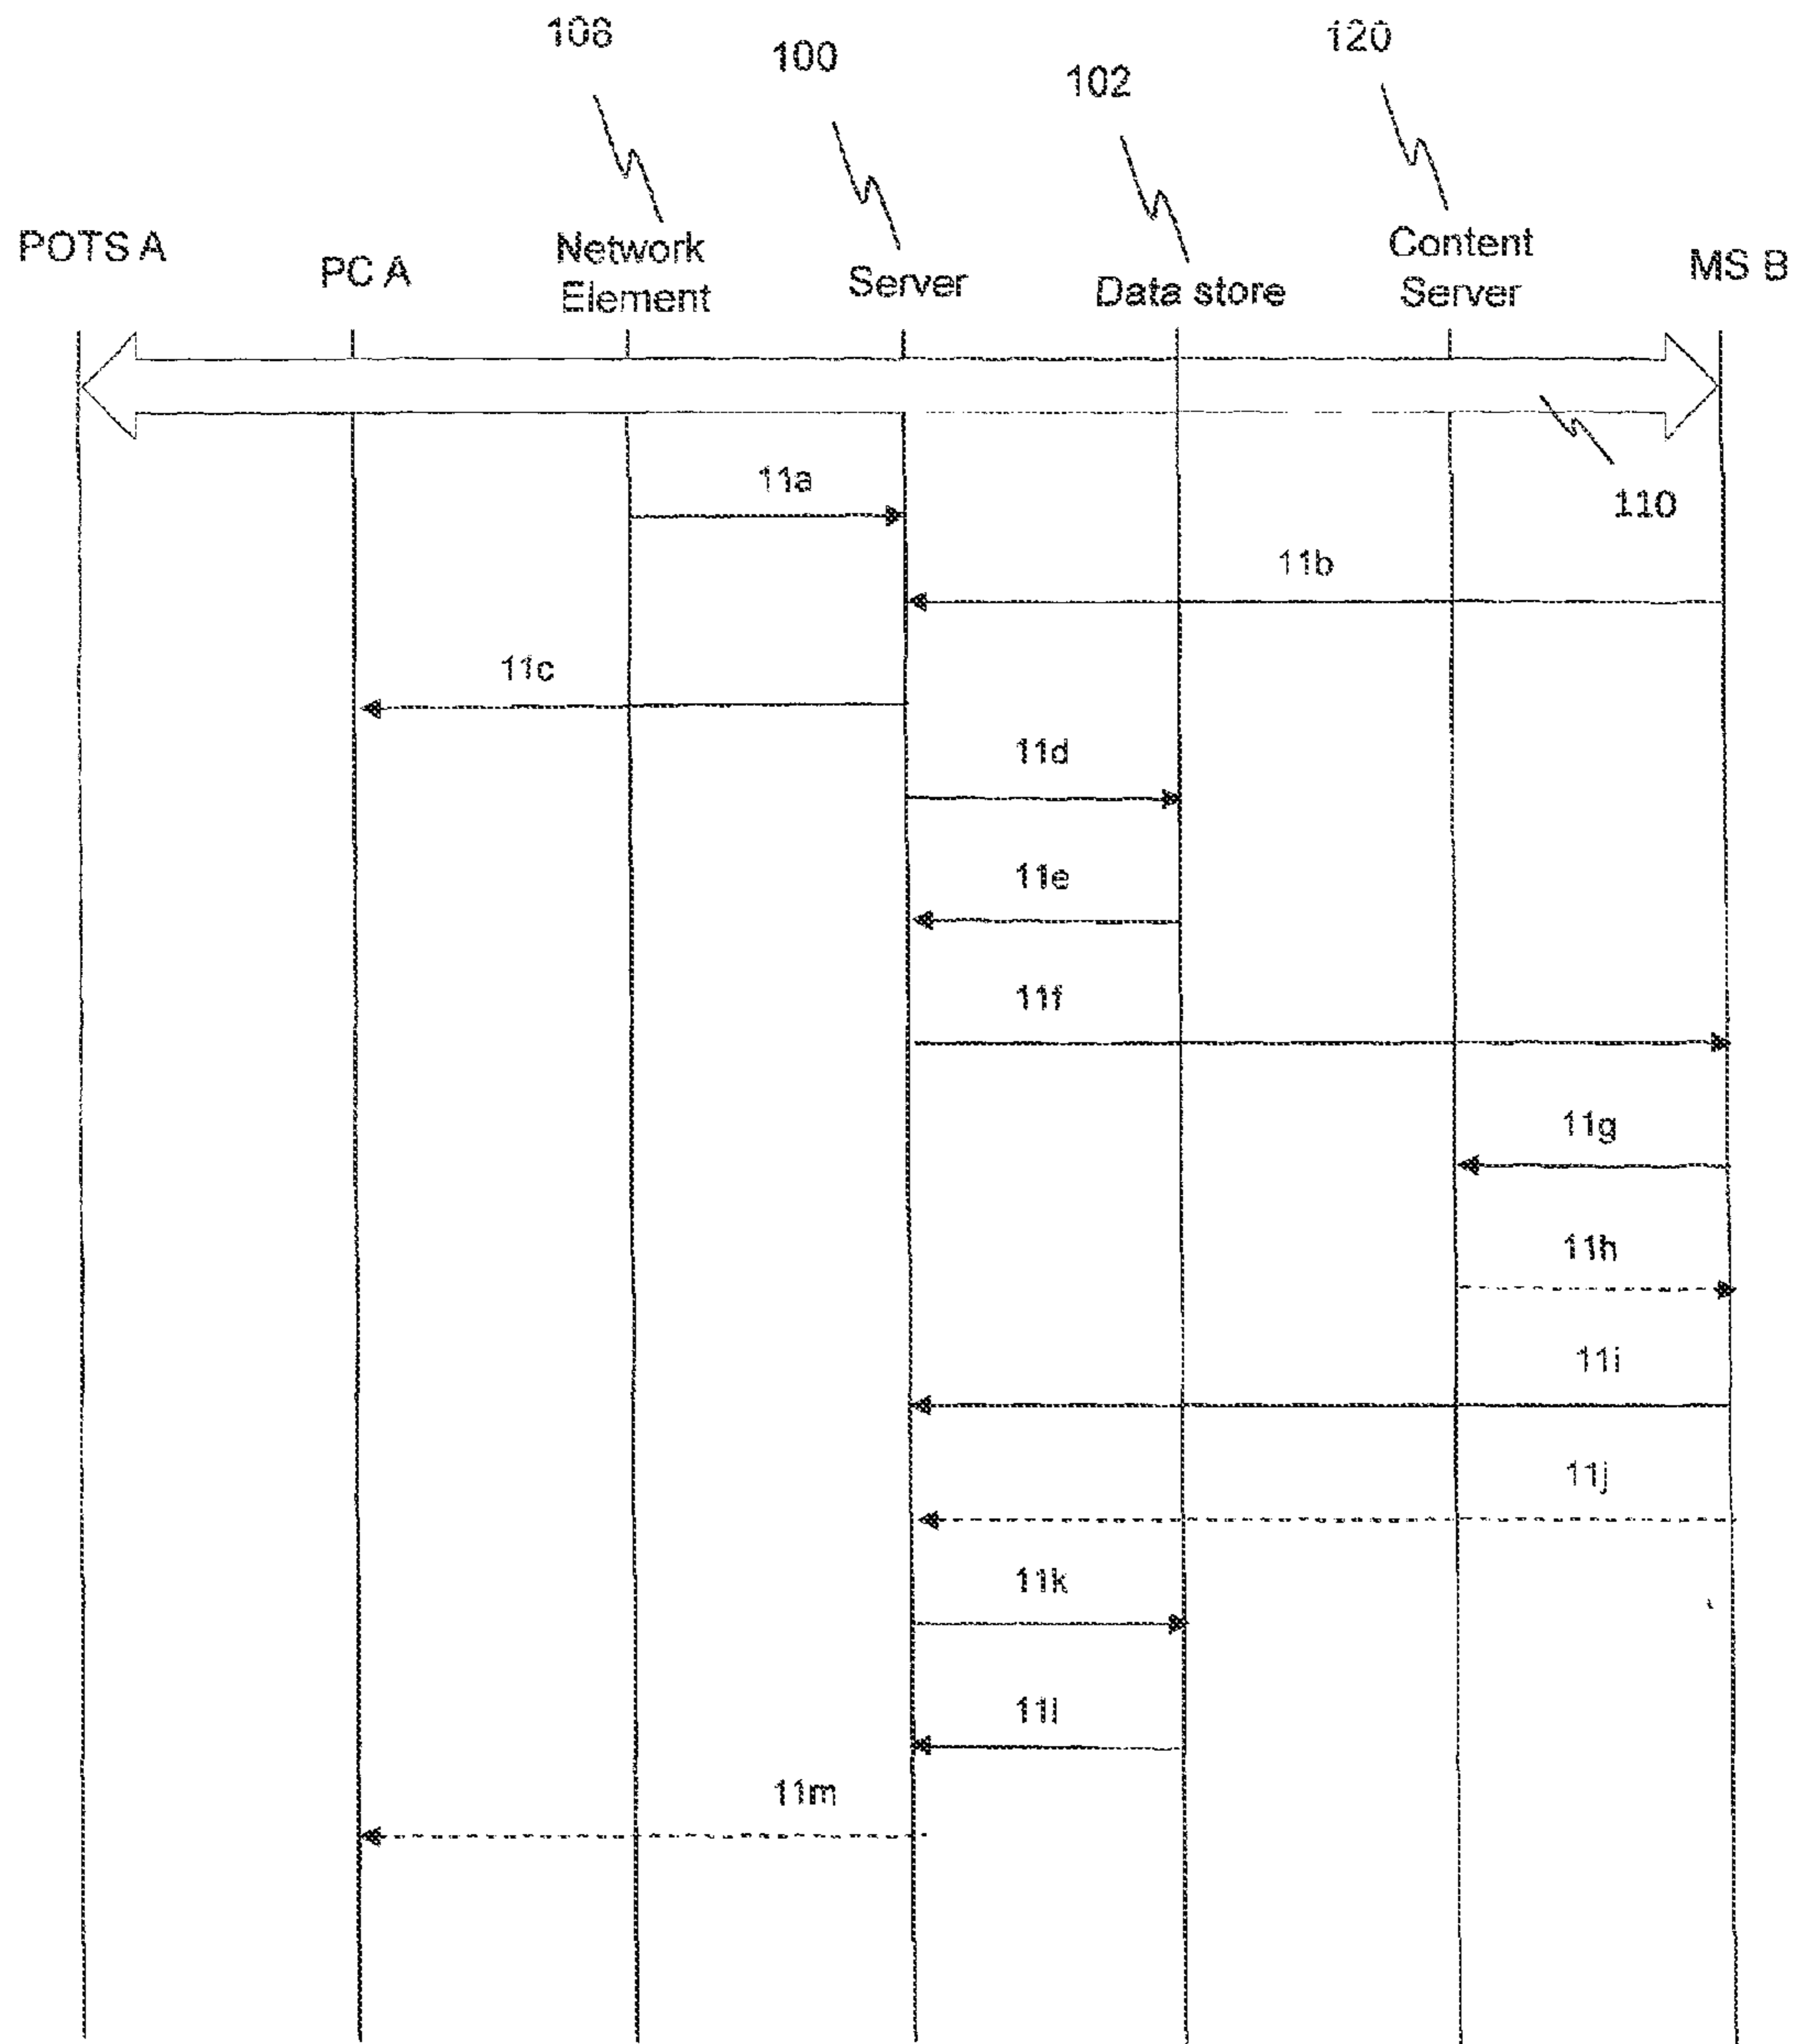 108
100
102
120
POTS A
PC A
Network
Element
Server
Data store
Content
Server
MS B
110
11a
11b
11c
11d
11e
11f
11g
11h
11i
11j
11k
11l
11m